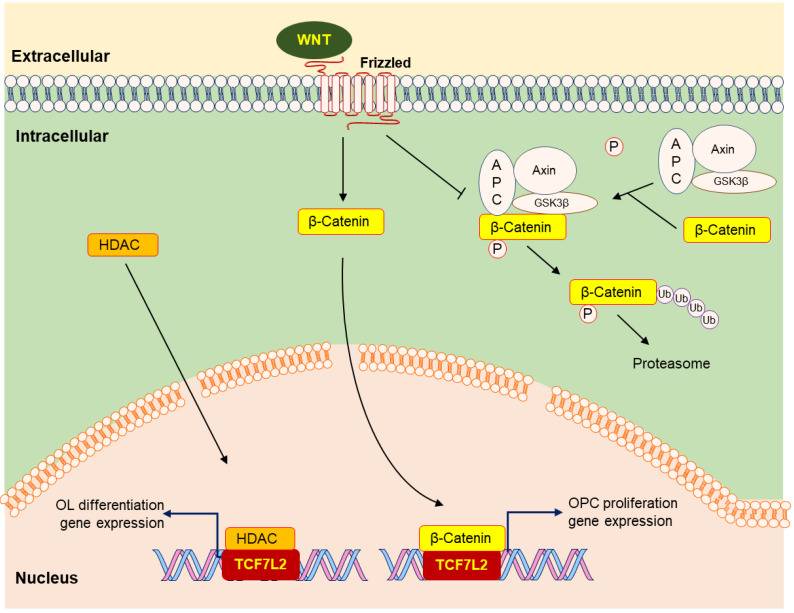 WNT
Extracellular
Frizzled
Intracellular
P
A
P
C
Axin
GSK3β
A
P
C
Axin
GSK3β
β-Catenin
β-Catenin
P
β-Catenin
HDAC
β-Catenin
P
Ub
Ub
Ub
Ub
Proteasome
OL differentiation
gene expression
HDAC
TCF7L2
β-Catenin
TCF7L2
OPC proliferation
gene expression
Nucleus